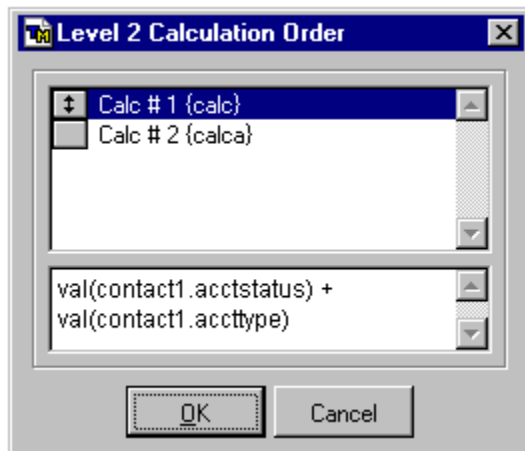 Level 2 Calculation Order
Calc # 1 {calc}
Calc # 2 {calca}
val(contact1.acctstatus) +
val(contact1.accttype)
OK
Cancel